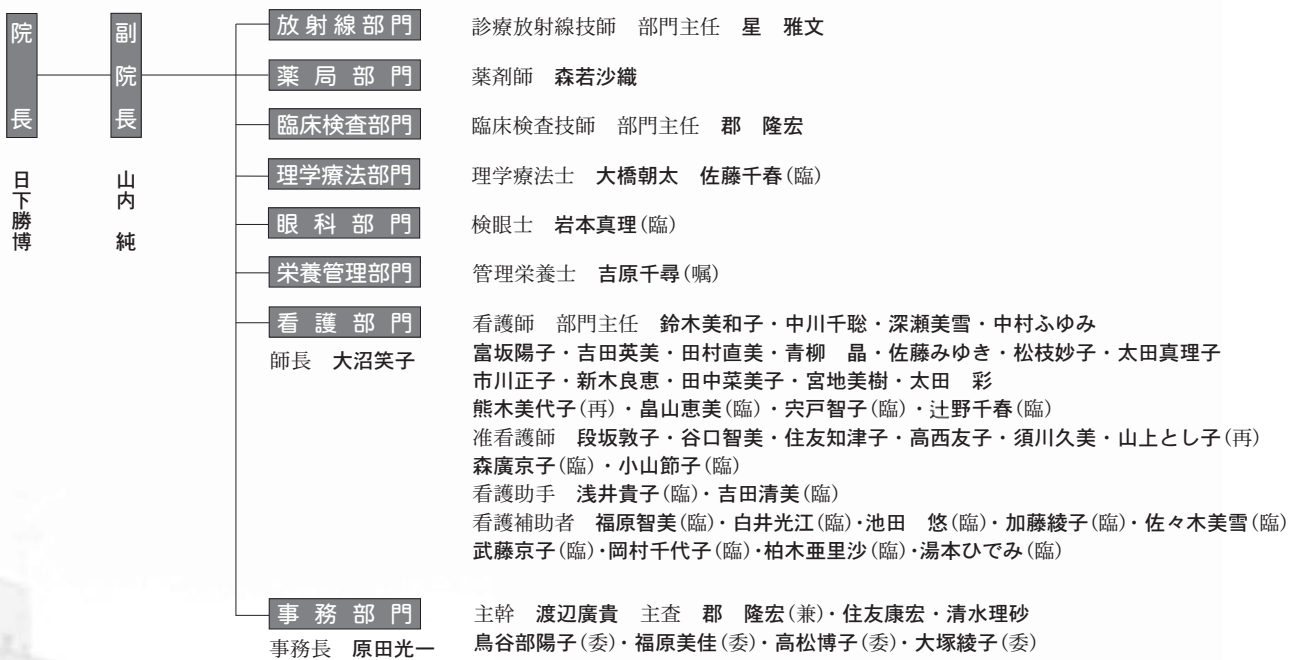 院長
日下勝博
副院長
山内　純
放射線部門　診療放射線技師　部門主任　星　雅文
薬局部門　薬剤師　森若沙織
臨床検査部門　臨床検査技師　部門主任　郡　隆宏
理学療法部門　理学療法士　大橋朝太　佐藤千春(臨)
眼科部門　検眼士　岩本真理(臨)
栄養管理部門　管理栄養士　吉原千尋(嘱)
看護部門　看護師　部門主任　鈴木美和子・中川千聡・深瀬美雪・中村ふゆみ
師長　大沼笑子
富坂陽子・吉田英美・田村直美・青柳　晶・佐藤みゆき・松枝妙子・太田真理子
市川正子・新木良恵・田中菜美子・宮地美樹・太田　彩
熊木美代子(再)・畠山恵美(臨)・宍戸智子(臨)・辻野千春(臨)
准看護師　段坂敦子・谷口智美・住友知津子・高西友子・須川久美・山上とし子(再)
森廣京子(臨)・小山節子(臨)
看護助手　浅井貴子(臨)・吉田清美(臨)
看護補助者　福原智美(臨)・白井光江(臨)・池田　悠(臨)・加藤綾子(臨)・佐々木美雪(臨)
武藤京子(臨)・岡村千代子(臨)・柏木亜里沙(臨)・湯本ひでみ(臨)
事務部門　主幹　渡辺廣貴　主査　郡　隆宏(兼)・住友康宏・清水理砂
事務長　原田光一　鳥谷部陽子(委)・福原美佳(委)・高松博子(委)・大塚綾子(委)